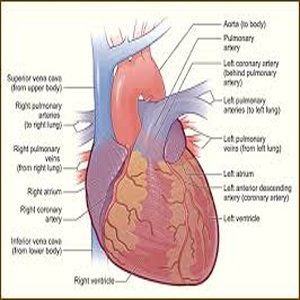 Aorta (to body)
Pulmonary
artery
Left coronary artery
(behind pulmonary
artery)
Left pulmonary
arteries (to left lung)
Left pulmonary
veins (from left lung)
Left atrium
Left anterior descending
artery (coronary artery)
Left ventricle
Superior vena cava
(from upper body)
Right pulmonary
arteries
(to right lung)
Right pulmonary
veins
(from right lung)
Right atrium
Right coronary
artery
Inferior vena cava
(from lower body)
Right ventricle